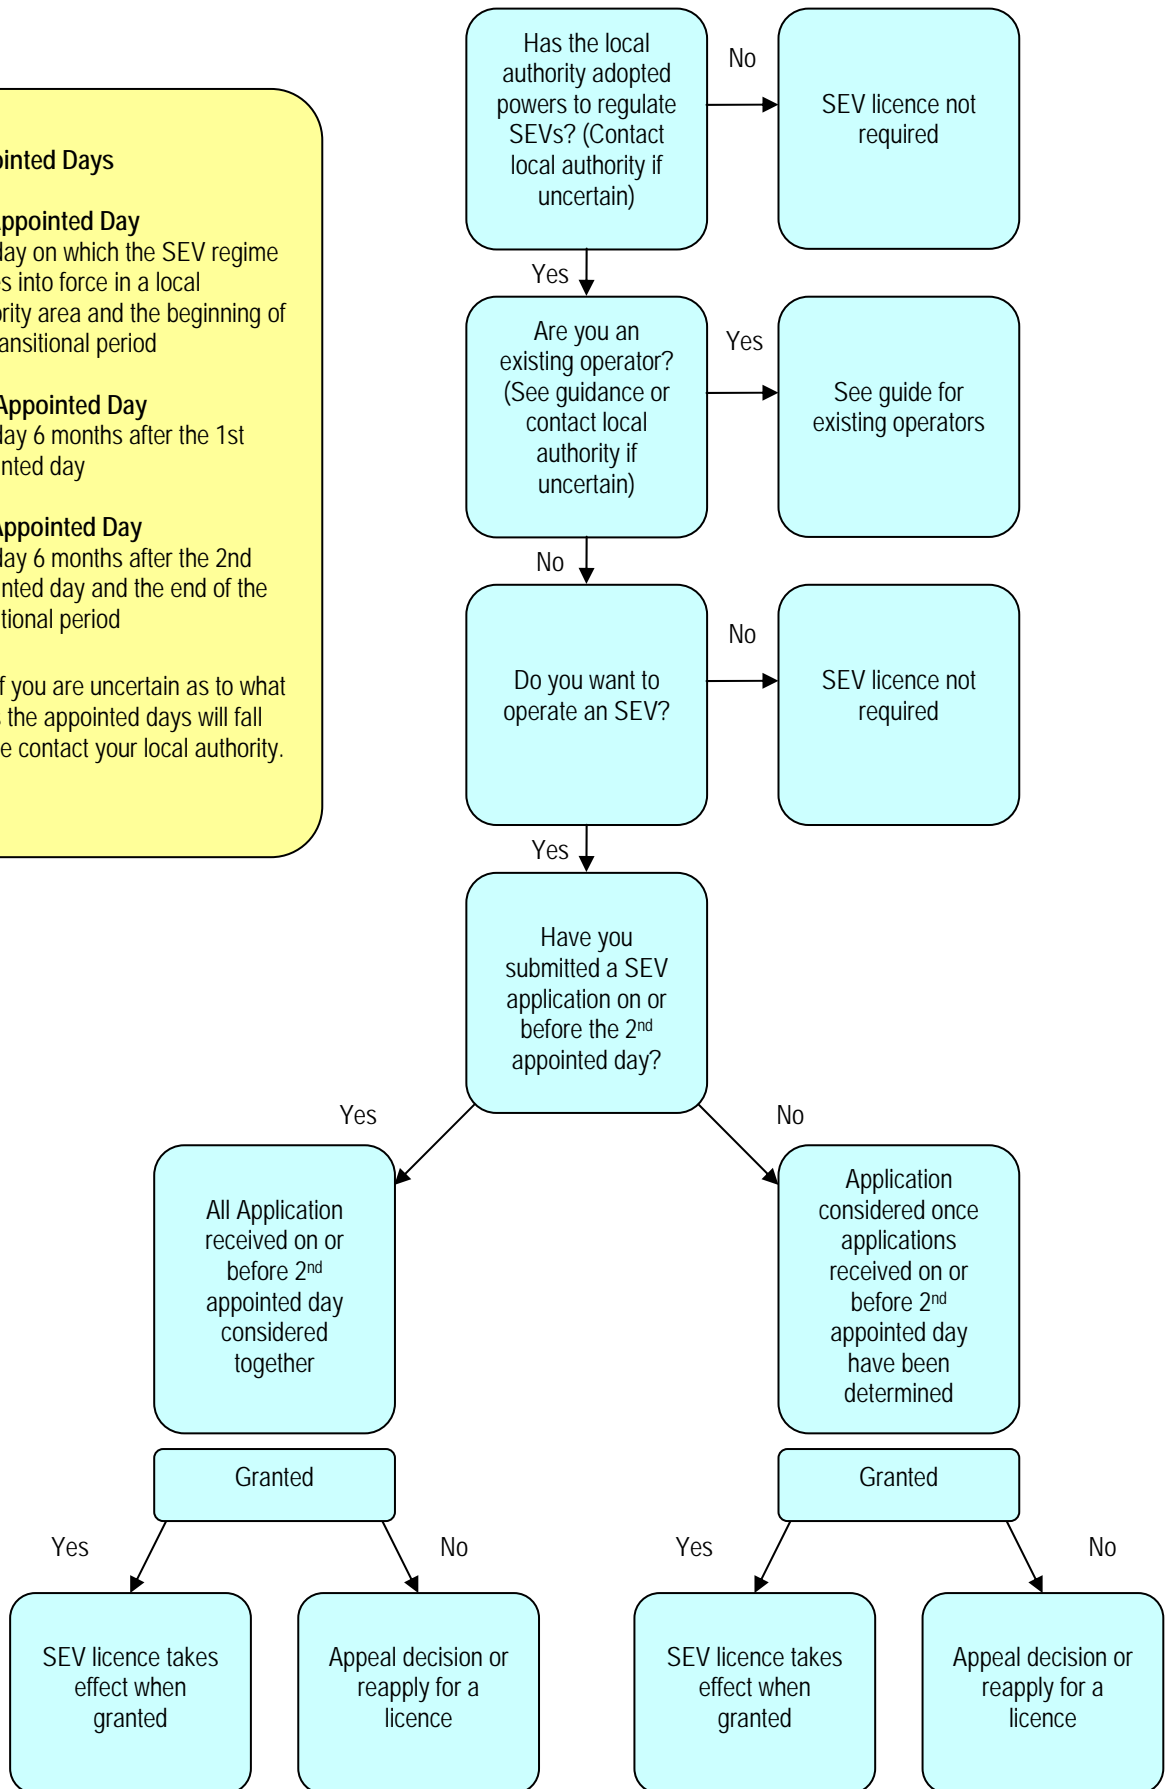 ointed Days
Appointed Day
day on which the SEV regime
es into force in a local
ority area and the beginning of
ransitional period
Appointed Day
day 6 months after the 1st
inted day
Appointed Day
day 6 months after the 2nd
inted day and the end of the
itional period
f you are uncertain as to what
s the appointed days will fall
e contact your local authority.
Has the local
authority adopted
powers to regulate
SEVs? (Contact
local authority if
uncertain)
No
SEV licence not
required
Yes
Are you an
existing operator?
(See guidance or
contact local
authority if
uncertain)
Yes
See guide for
existing operators
No
Do you want to
operate an SEV?
No
SEV licence not
required
Yes
Have you
submitted a SEV
application on or
before the 2nd
appointed day?
Yes
No
All Application
received on or
before 2nd
appointed day
considered
together
Application
considered once
applications
received on or
before 2nd
appointed day
have been
determined
Granted
Granted
Yes
No
Yes
No
SEV licence takes
effect when
granted
Appeal decision or
reapply for a
licence
SEV licence takes
effect when
granted
Appeal decision or
reapply for a
licence